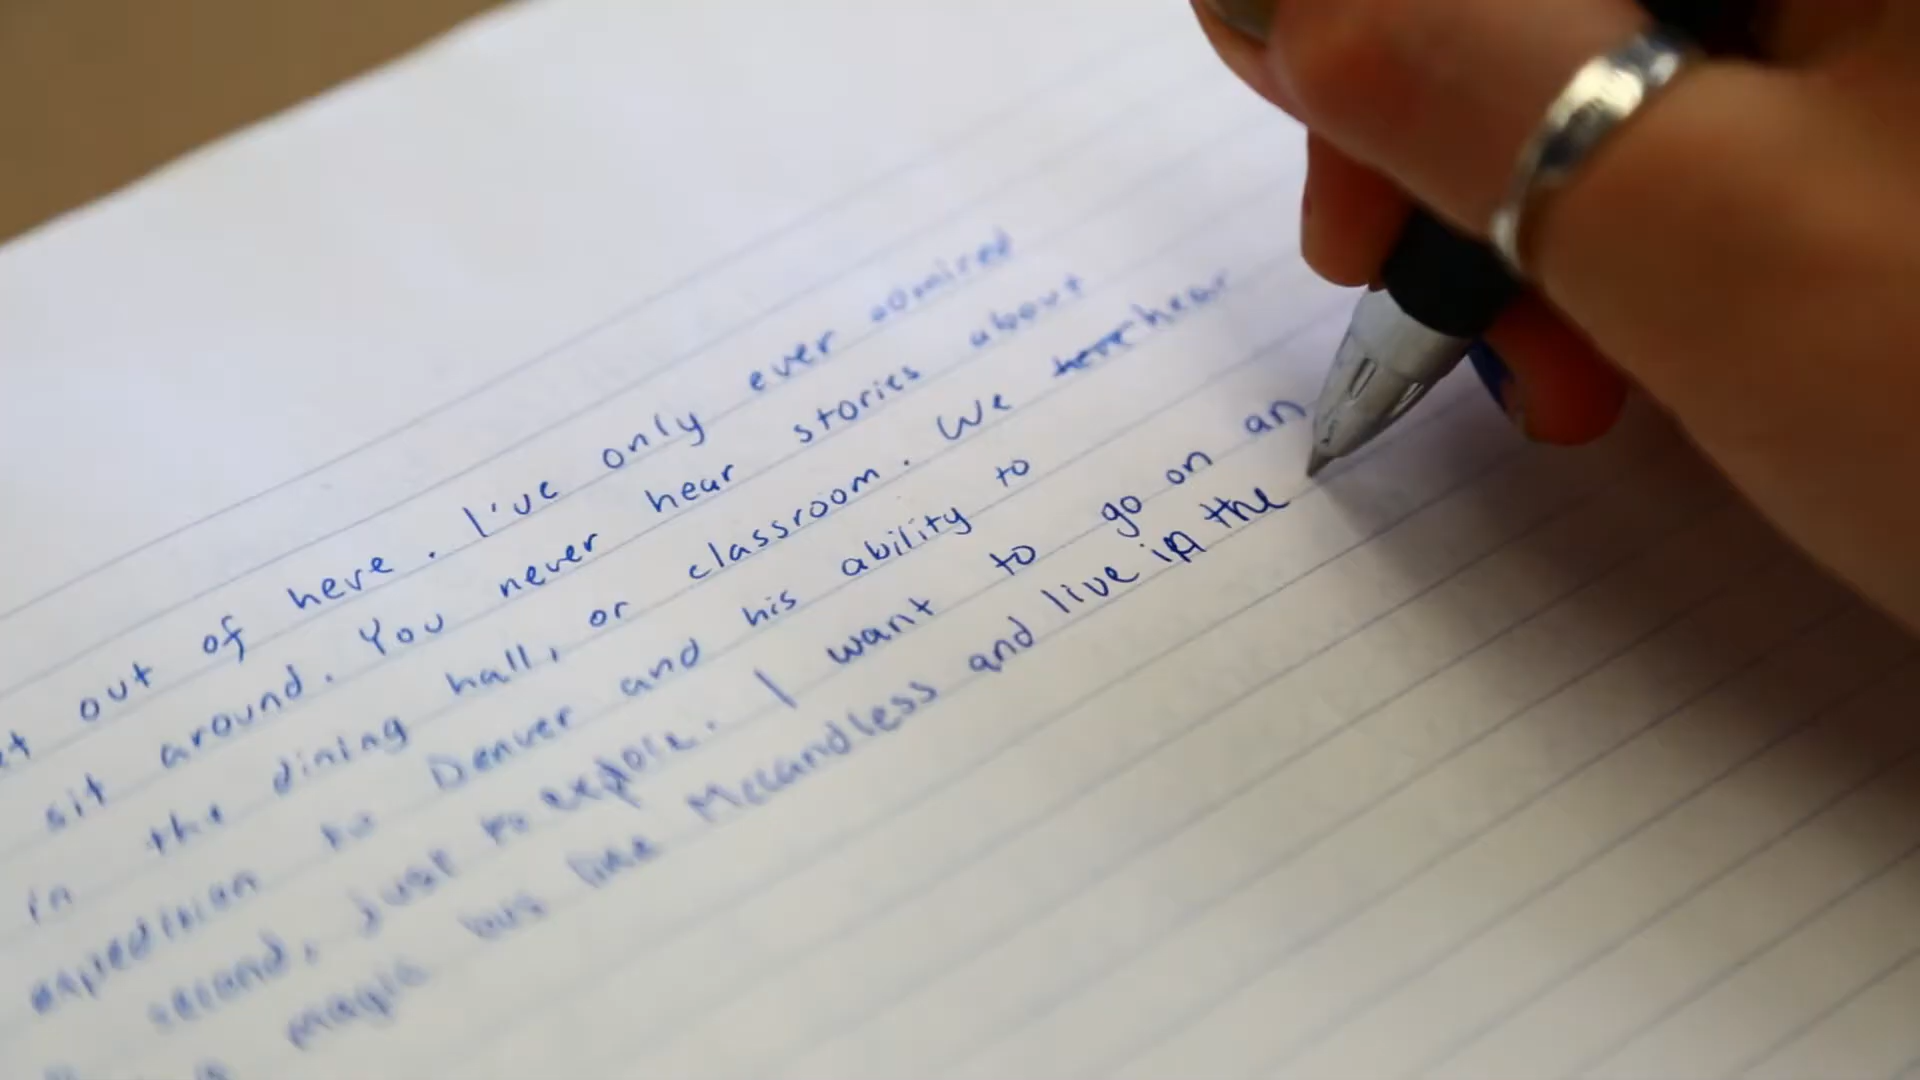 out of here. I've only ever admired
sit around. You never hear stories about
in the dining hall, or classroom. We here hear
expedition to Denver and his ability to
second, just to explore. I want to go on an
magic bus like Mccandless and live in the